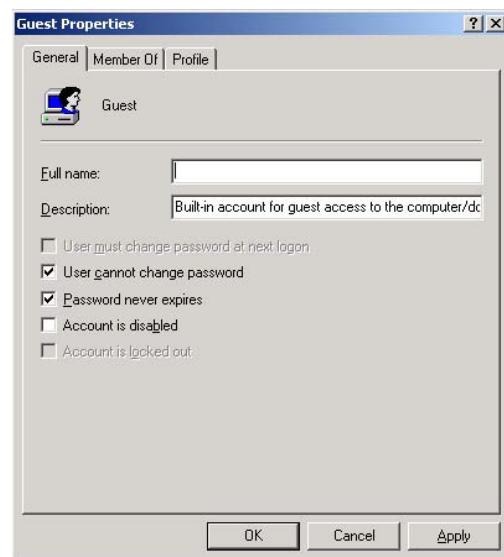 Guest Properties
General Member Of Profile
Guest
Full name:
Description: Built-in account for guest access to the computer/dc
User must change password at next logon
User cannot change password
Password never expires
Account is disabled
Account is locked out
OK Cancel Apply